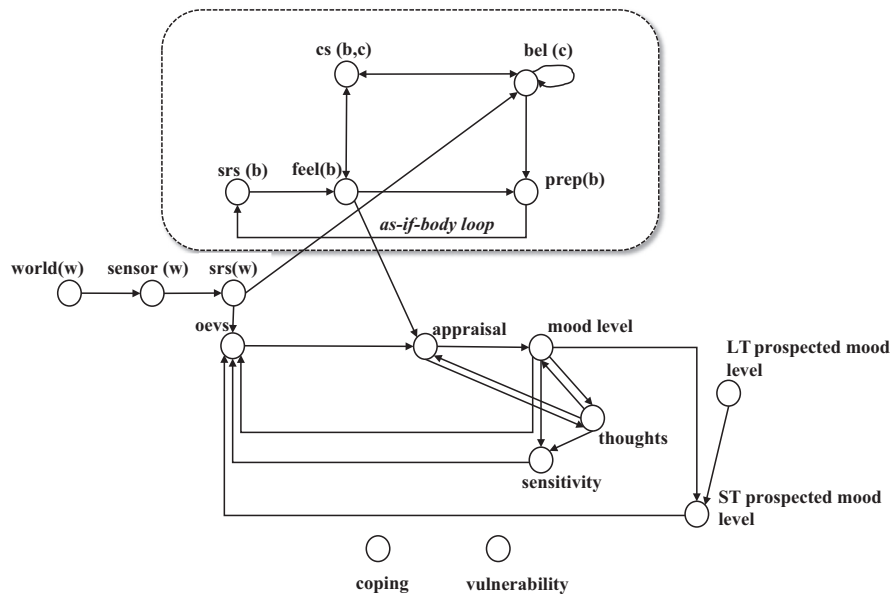 cs (b,c)
bel (c)
srs (b)
feel(b)
prep(b)
as-if-body loop
world(w)
sensor (w)
srs(w)
oevs
appraisal
mood level
LT prospected mood
level
thoughts
sensitivity
ST prospected mood
level
coping
vulnerability